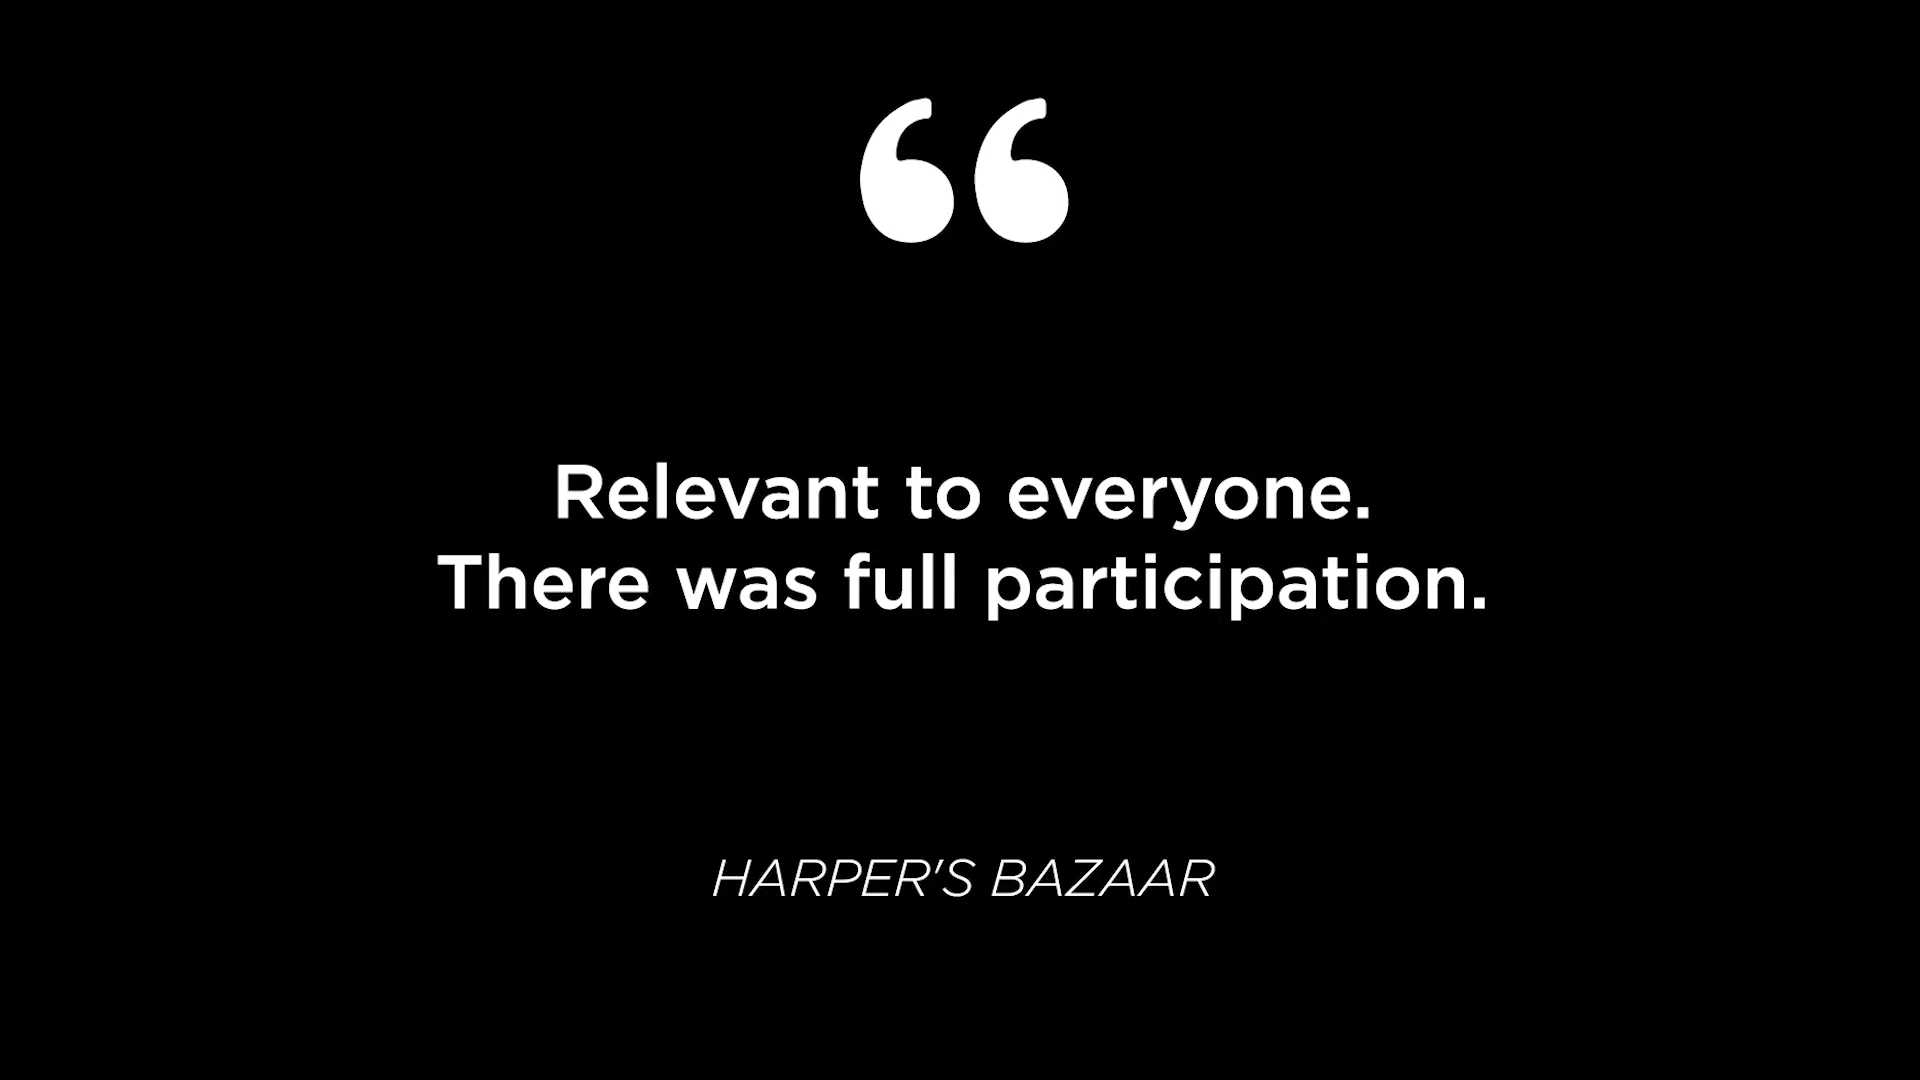 “
Relevant to everyone.
There was full participation.
HARPER'S BAZAAR